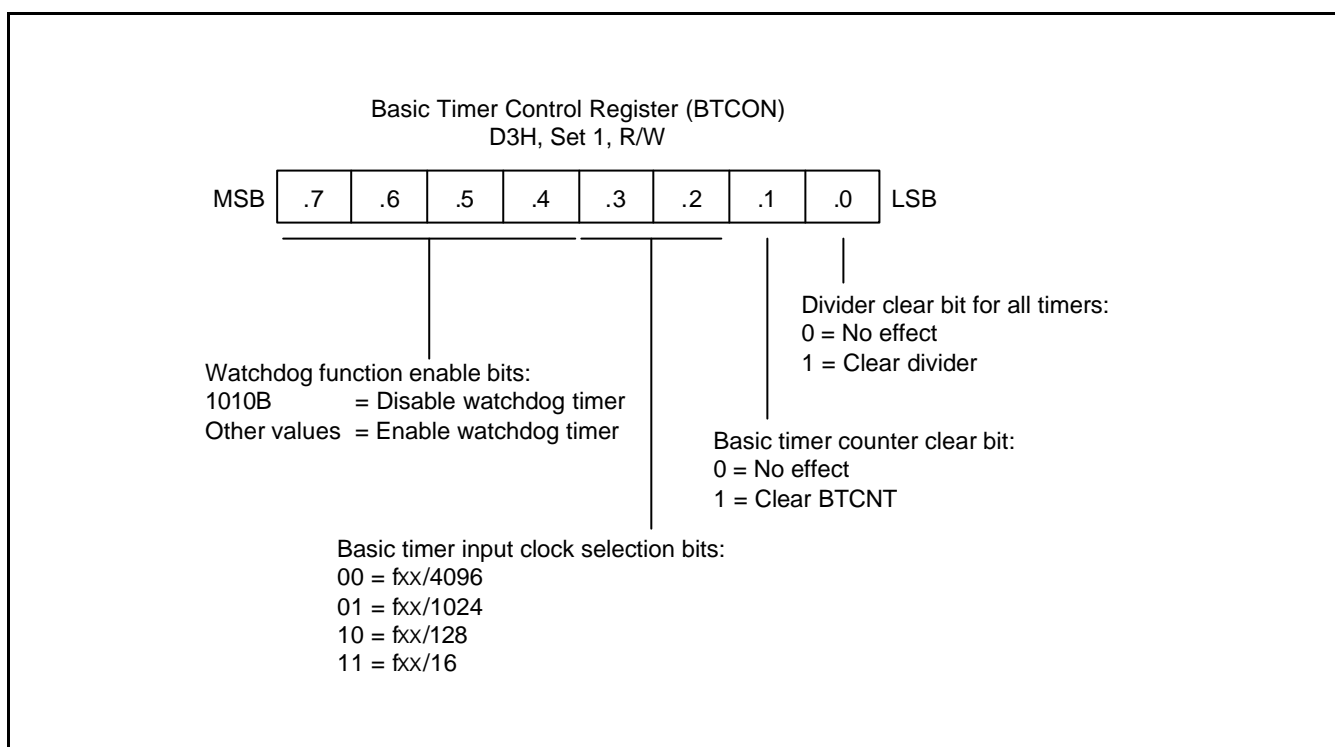 Basic Timer Control Register (BTCON)
D3H, Set 1, R/W
MSB .7 .6 .5 .4 .3 .2 .1 .0 LSB
Divider clear bit for all timers:
0 = No effect
1 = Clear divider
Watchdog function enable bits:
1010B = Disable watchdog timer
Other values = Enable watchdog timer
Basic timer counter clear bit:
0 = No effect
1 = Clear BTCNT
Basic timer input clock selection bits:
00 = fxx/4096
01 = fxx/1024
10 = fxx/128
11 = fxx/16